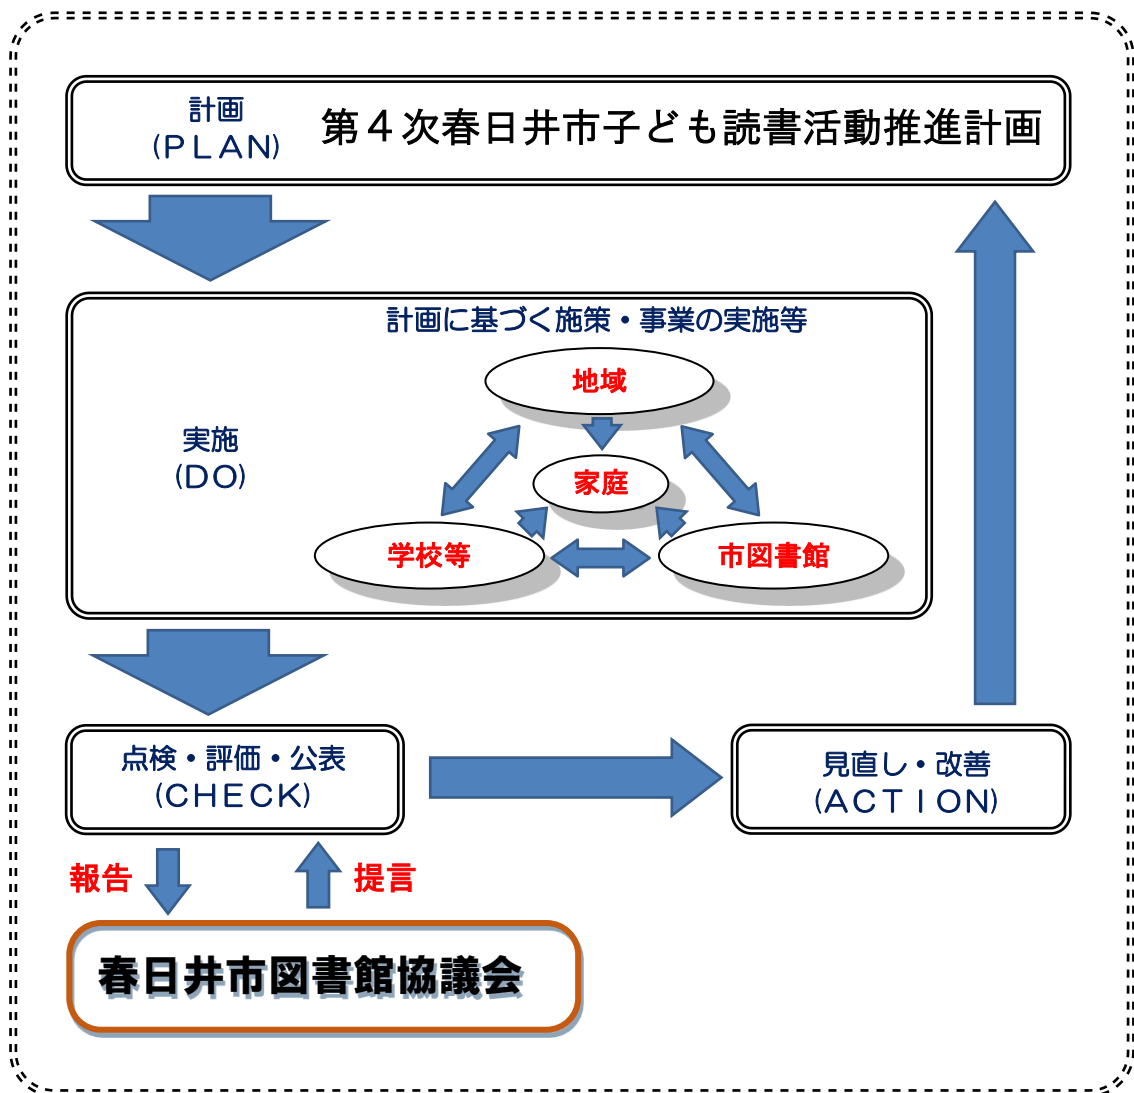 計画
(ＰＬＡＮ)
第４次春日井市子ども読書活動推進計画
計画に基づく施策・事業の実施等
地域
実施
(ＤＯ)
家庭
学校等
市図書館
点検・評価・公表
(ＣＨＥＣＫ)
見直し・改善
(ＡＣＴＩＯＮ)
報告
提言
春日井市図書館協議会